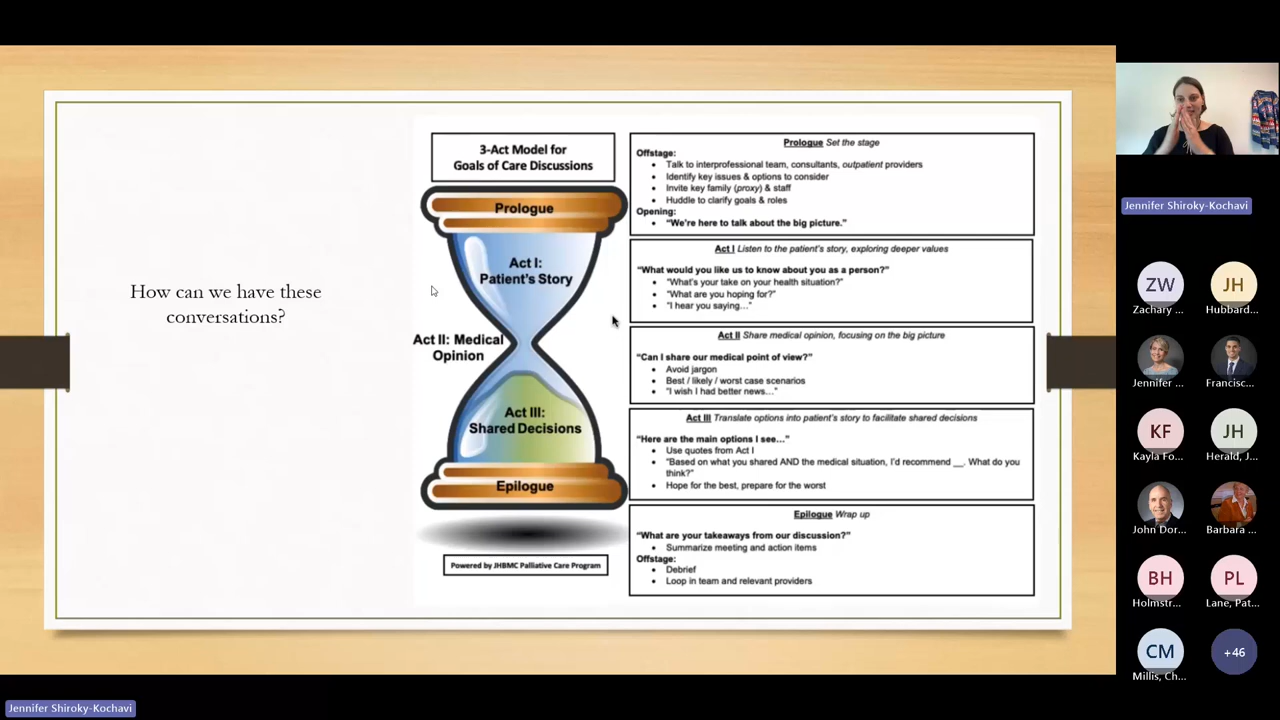 How can we have these
conversations?
3-Act Model for
Goals of Care Discussions
Prologue
Act I:
Patient's Story
Act II: Medical
Opinion
Act III:
Shared Decisions
Epilogue
Powered by JHBMC Palliative Care Program
Prologue Set the stage
Offstage:
• Talk to interprofessional team, consultants, outpatient providers
• Identify key issues & options to consider
• Invite key family (proxy) & staff
• Huddle to clarify goals & roles
Opening:
• "We're here to talk about the big picture."
Act I Listen to the patient's story, exploring deeper values
"What would you like us to know about you as a person?"
• "What's your take on your health situation?"
• "What are you hoping for?"
• "I hear you saying…"
Act II Share medical opinion, focusing on the big picture
"Can I share our medical point of view?"
• Avoid jargon
• Best / likely / worst case scenarios
• "I wish I had better news…"
Act III Translate options into patient's story to facilitate shared decisions
"Here are the main options I see…"
• Use quotes from Act I
• "Based on what you shared AND the medical situation, I'd recommend __. What do you
think?"
• Hope for the best, prepare for the worst
Epilogue Wrap up
"What are your takeaways from our discussion?"
• Summarize meeting and action items
Offstage:
• Debrief
• Loop in team and relevant providers
Jennifer Shiroky-Kochavi
ZW
Zachary ...
JH
Hubbard...
Jennifer ...
Francisc...
KF
Kayla Fo...
JH
Herald, J...
John Dor...
Barbara ...
BH
Holmstr...
PL
Lane, Pat...
CM
Millis, Ch...
+46
Jennifer Shiroky-Kochavi